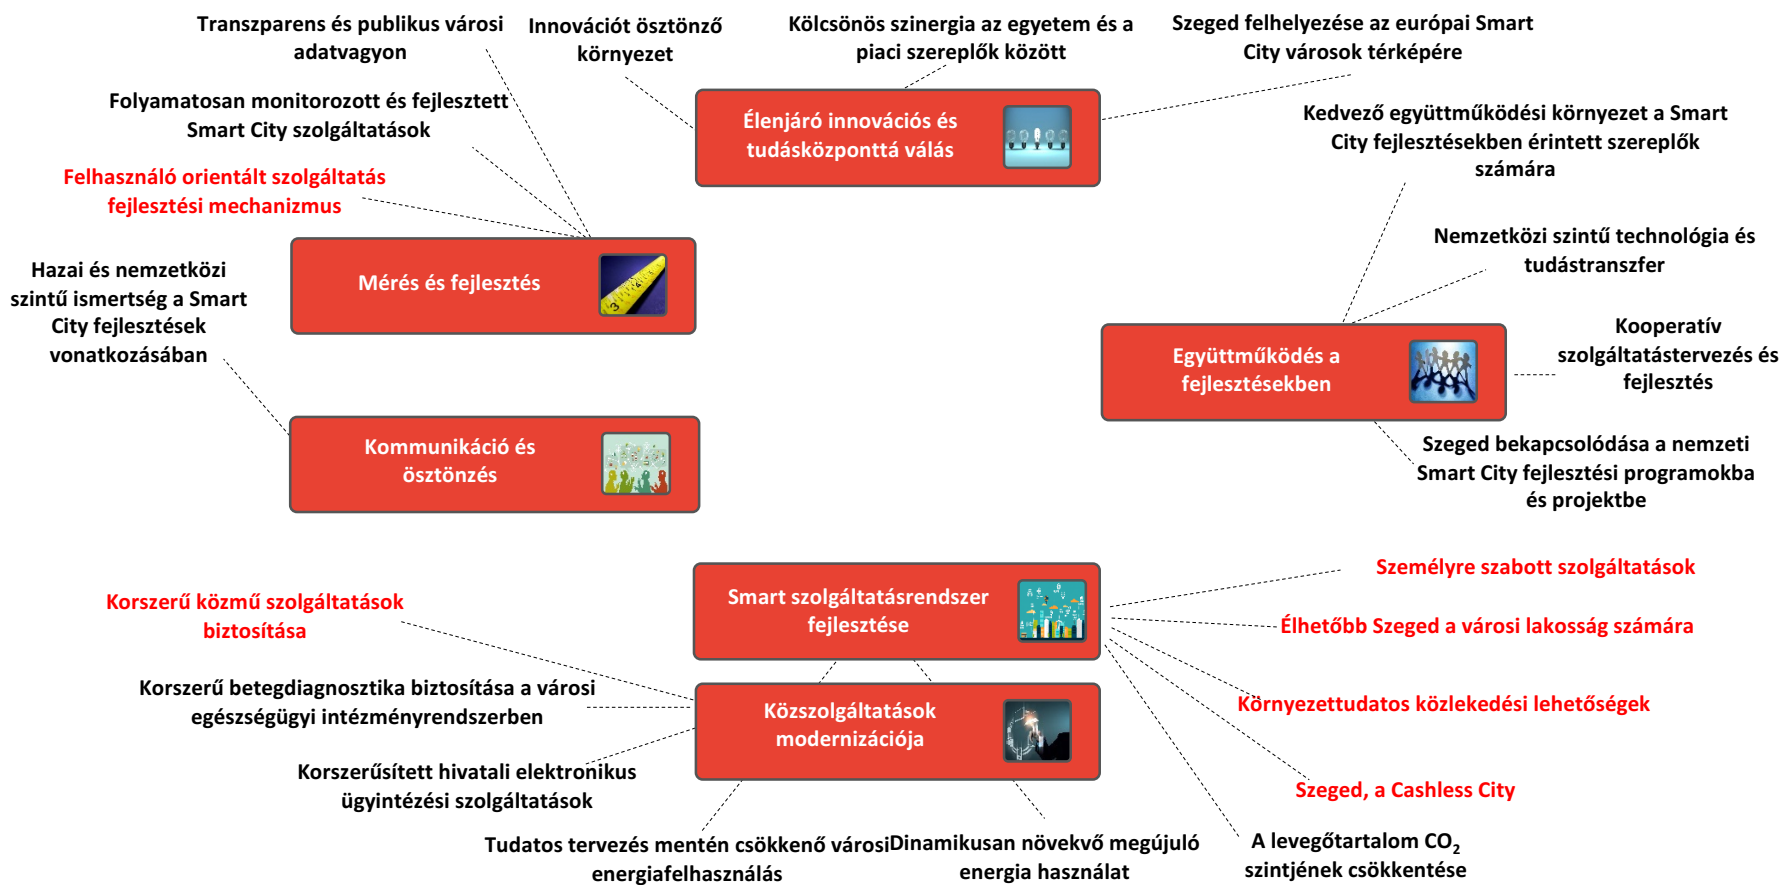 Transzparens és publikus városi
adatvagyon
Innovációt ösztönző
környezet
Kölcsönös szinergia az egyetem és a
piaci szereplők között
Szeged felhelyezése az európai Smart
City városok térképére
Folyamatosan monitorozott és fejlesztett
Smart City szolgáltatások
Élenjáró innovációs és
tudásközponttá válás
Kedvező együttműködési környezet a Smart
City fejlesztésekben érintett szereplők
számára
Felhasználó orientált szolgáltatás
fejlesztési mechanizmus
Nemzetközi szintű technológia és
tudástranszfer
Mérés és fejlesztés
Hazai és nemzetközi
szintű ismertség a Smart
City fejlesztések
vonatkozásában
Együttműködés a
fejlesztésekben
Kooperatív
szolgáltatástervezés és
fejlesztés
Kommunikáció és
ösztönzés
Szeged bekapcsolódása a nemzeti
Smart City fejlesztési programokba
és projektbe
Smart szolgáltatásrendszer
fejlesztése
Személyre szabott szolgáltatások
Korszerű közmű szolgáltatások
biztosítása
Élhetőbb Szeged a városi lakosság számára
Korszerű betegdiagnosztika biztosítása a városi
egészségügyi intézményrendszerben
Közszolgáltatások
modernizációja
Környezettudatos közlekedési lehetőségek
Korszerűsített hivatali elektronikus
ügyintézési szolgáltatások
Szeged, a Cashless City
Tudatos tervezés mentén csökkenő városi
energiafelhasználás
Dinamikusan növekvő megújuló
energia használat
A levegőtartalom CO₂
szintjének csökkentése